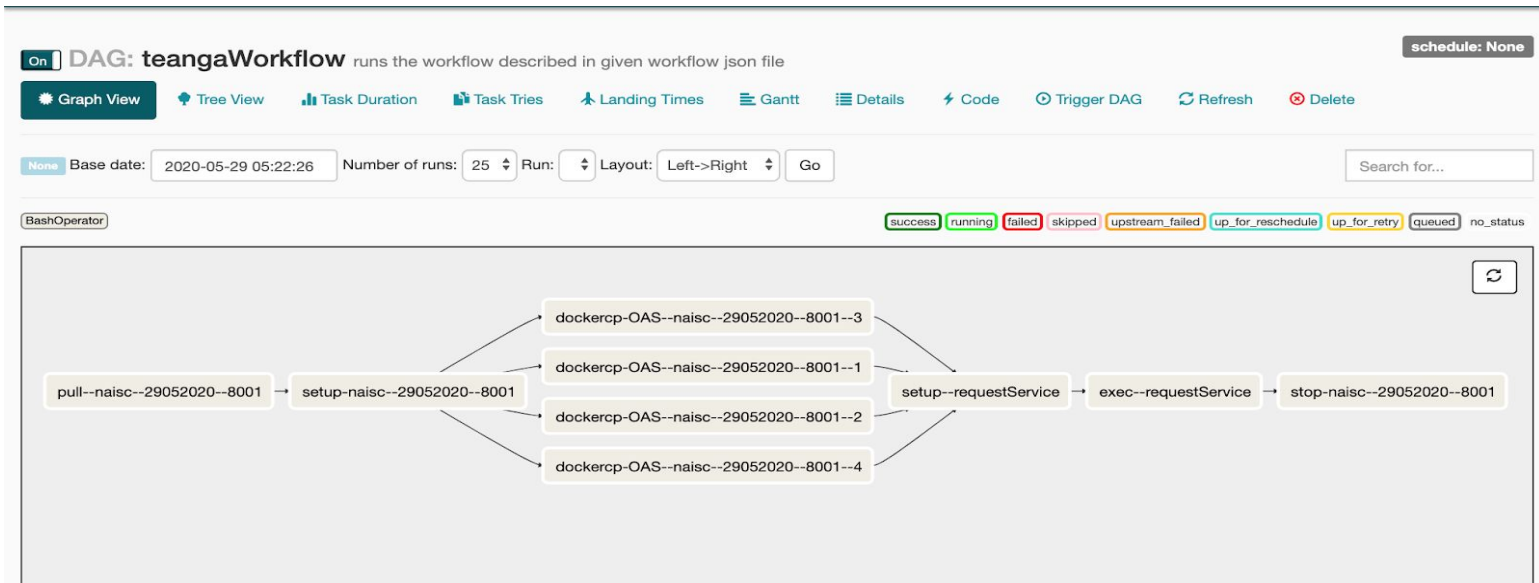 On DAG: teangaWorkflow runs the workflow described in given workflow json file
schedule: None
Graph View Tree View Task Duration Task Tries Landing Times Gantt Details Code Trigger DAG Refresh Delete
None Base date: 2020-05-29 05:22:26 Number of runs: 25 Run: Layout: Left->Right Go Search for...
BashOperator success running failed skipped upstream_failed up_for_reschedule up_for_retry queued no_status
dockercp-OAS--naisc--29052020--8001--3
dockercp-OAS--naisc--29052020--8001--1
pull--naisc--29052020--8001 setup-naisc--29052020--8001 setup--requestService exec--requestService stop-naisc--29052020--8001
dockercp-OAS--naisc--29052020--8001--2
dockercp-OAS--naisc--29052020--8001--4